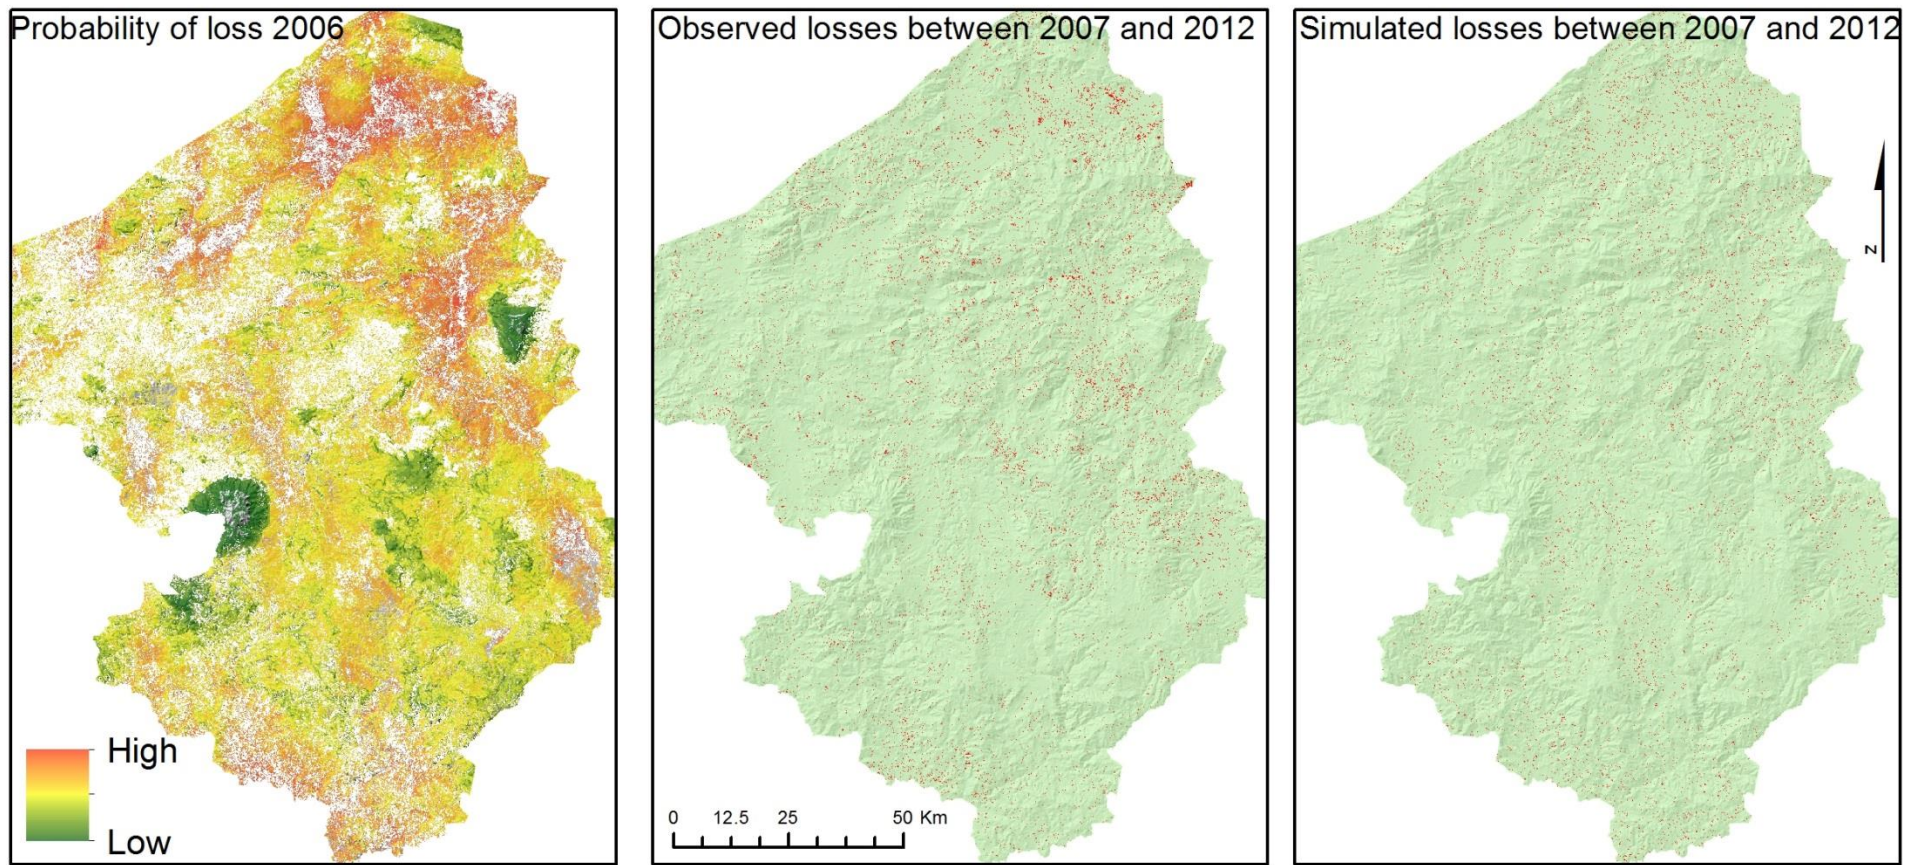 Probability of loss 2006
Observed losses between 2007 and 2012
Simulated losses between 2007 and 2012
z
High
Low
0 12.5 25 50 Km